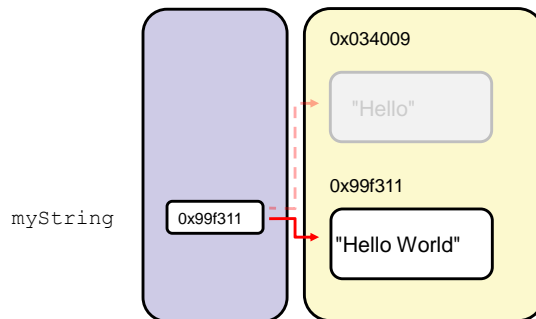 0x034009
"Hello"
0x99f311
myString
0x99f311
"Hello World"